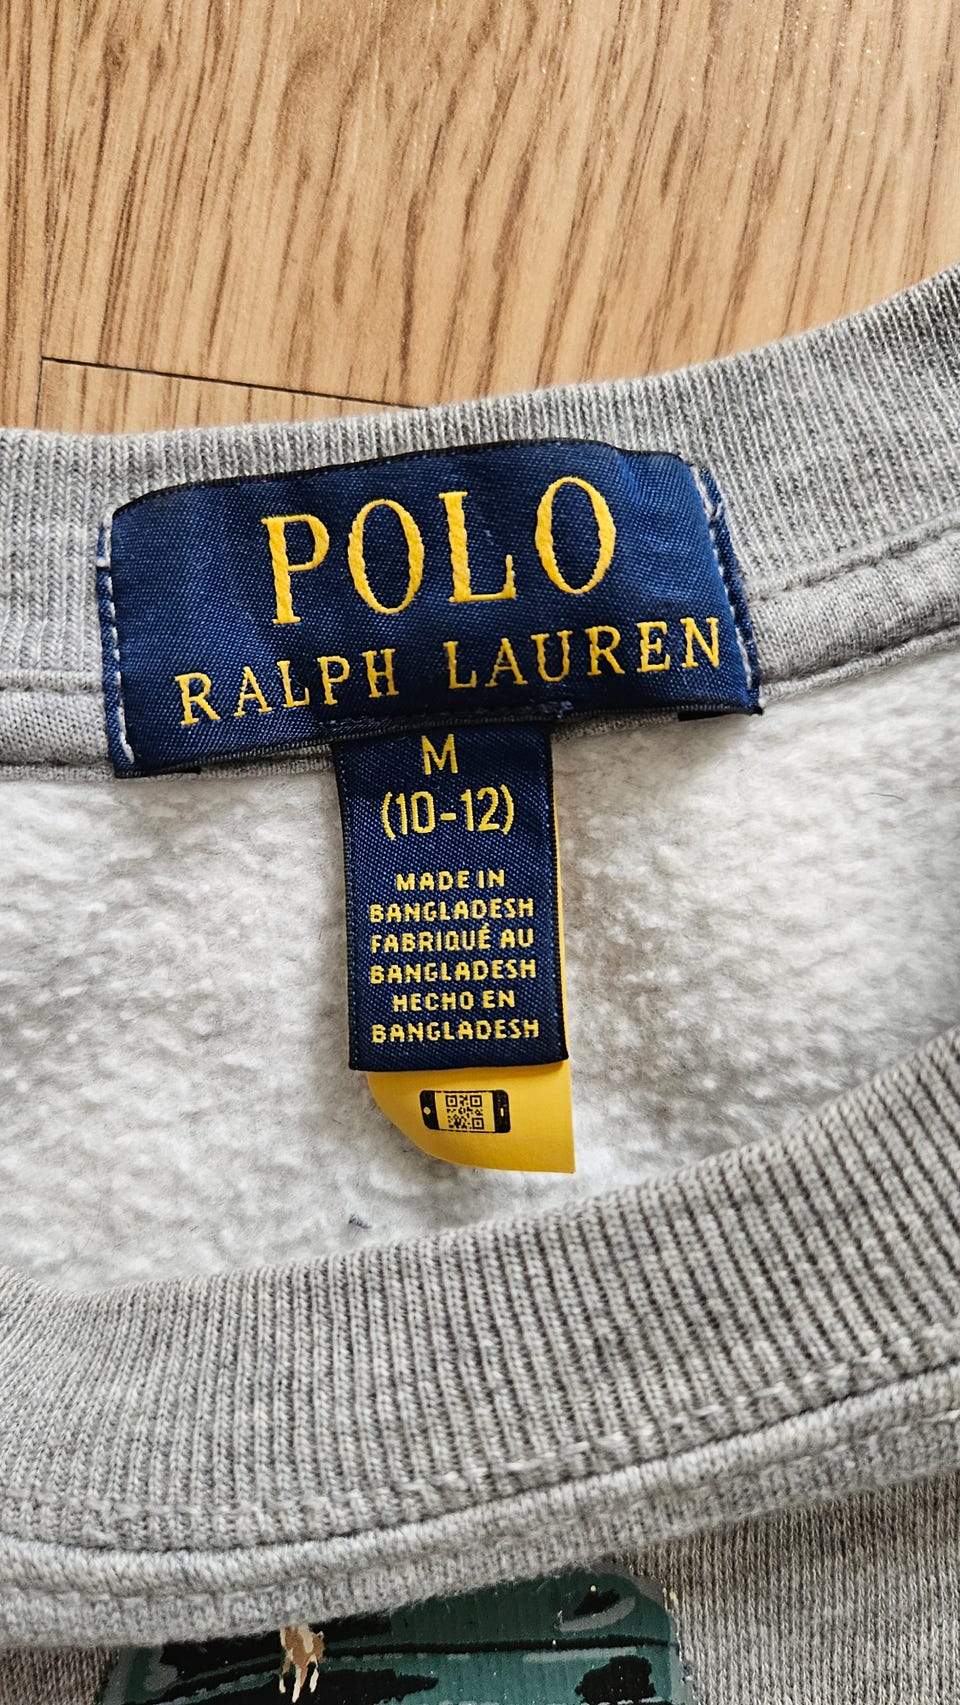 POLO
RALPH LAUREN
M
(10-12)
MADE IN
BANGLADESH
FABRIQUÉ AU
BANGLADESH
HECHO EN
BANGLADESH